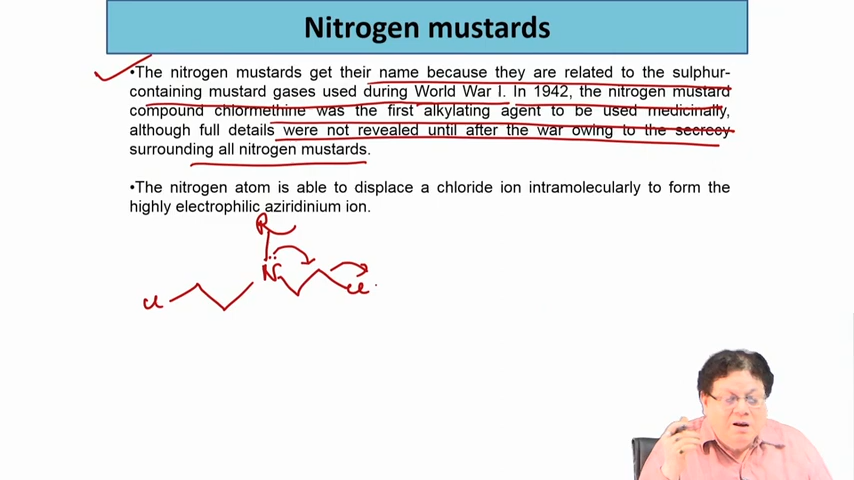 Nitrogen mustards
•The nitrogen mustards get their name because they are related to the sulphur-
containing mustard gases used during World War I. In 1942, the nitrogen mustard
compound chlormethine was the first alkylating agent to be used medicinally,
although full details were not revealed until after the war owing to the secrecy
surrounding all nitrogen mustards.
•The nitrogen atom is able to displace a chloride ion intramolecularly to form the
highly electrophilic aziridinium ion.
R
N
Cl
Cl